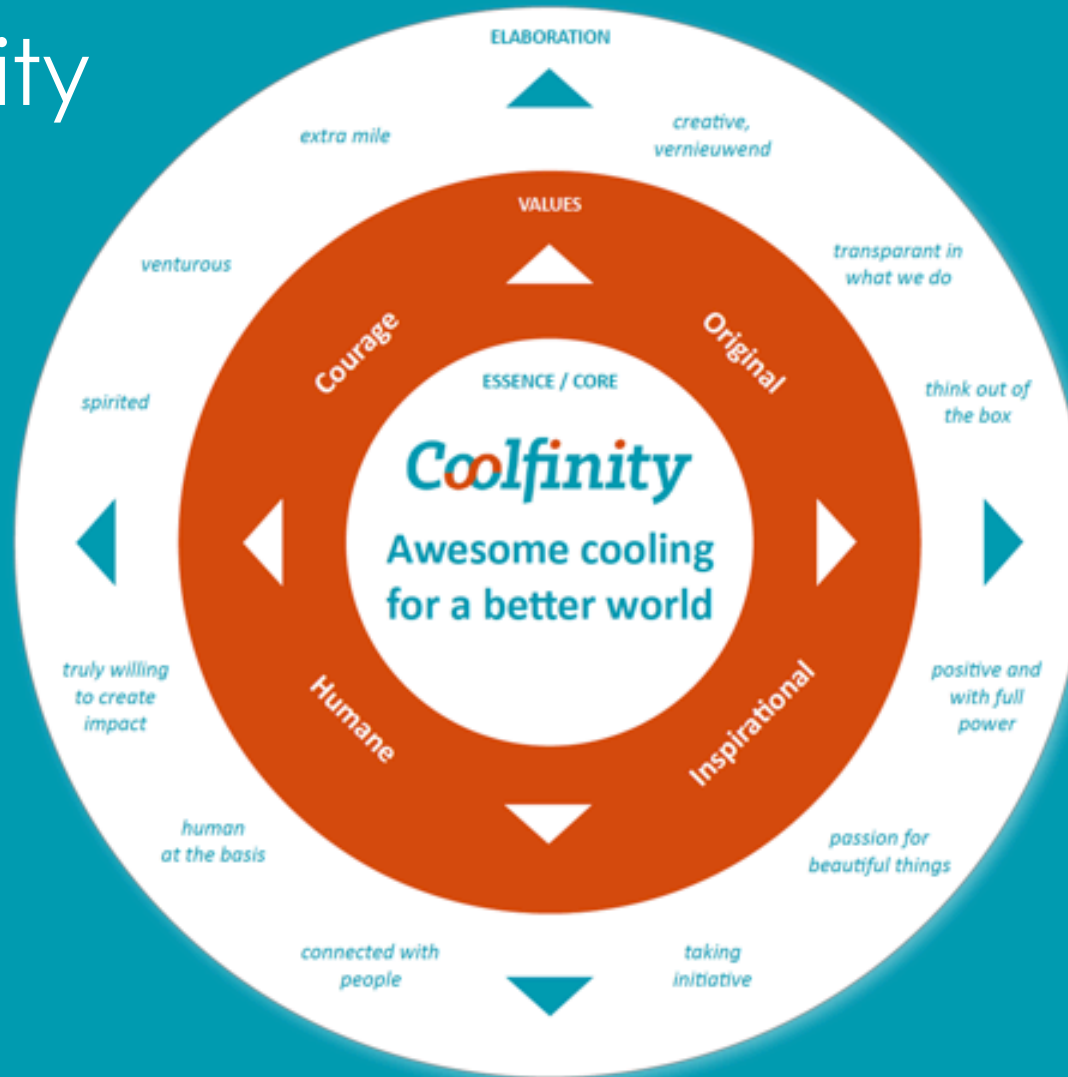 ity
ELABORATION
extra mile
creative,
vernieuwend
VALUES
venturous
transparant in
what we do
Courage
Original
ESSENCE / CORE
spirited
think out of
the box
Coolfinity
Awesome cooling
for a better world
truly willing
to create
impact
positive and
with full
power
Humane
Inspirational
human
at the basis
passion for
beautiful things
connected with
people
taking
initiative